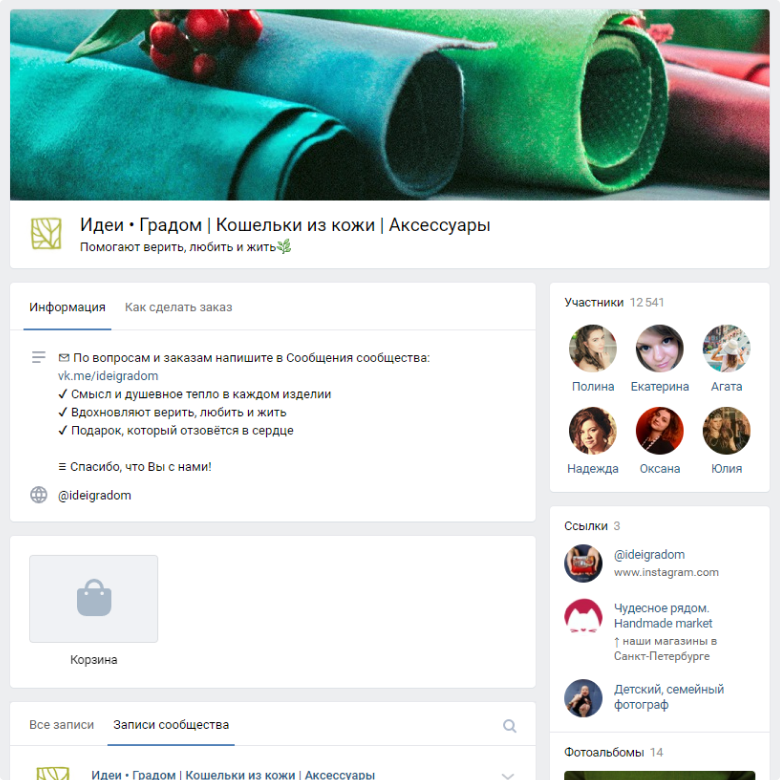 Идеи • Градом | Кошельки из кожи | Аксессуары
Помогают верить, любить и жить🌿
Информация
Как сделать заказ
✉ По вопросам и заказам напишите в Сообщения сообщества:
vk.me/ideigradom
✓ Смысл и душевное тепло в каждом изделии
✓ Вдохновляют верить, любить и жить
✓ Подарок, который отзовётся в сердце
≡ Спасибо, что Вы с нами!
@ideigradom
Корзина
Все записи
Записи сообщества
Идеи • Градом | Кошельки из кожи | Аксессуары
Участники 12 541
Полина
Екатерина
Агата
Надежда
Оксана
Юлия
Ссылки 3
@ideigradom
www.instagram.com
Чудесное рядом.
Handmade market
↑ наши магазины в
Санкт-Петербурге
Детский, семейный
фотограф
Фотоальбомы 14